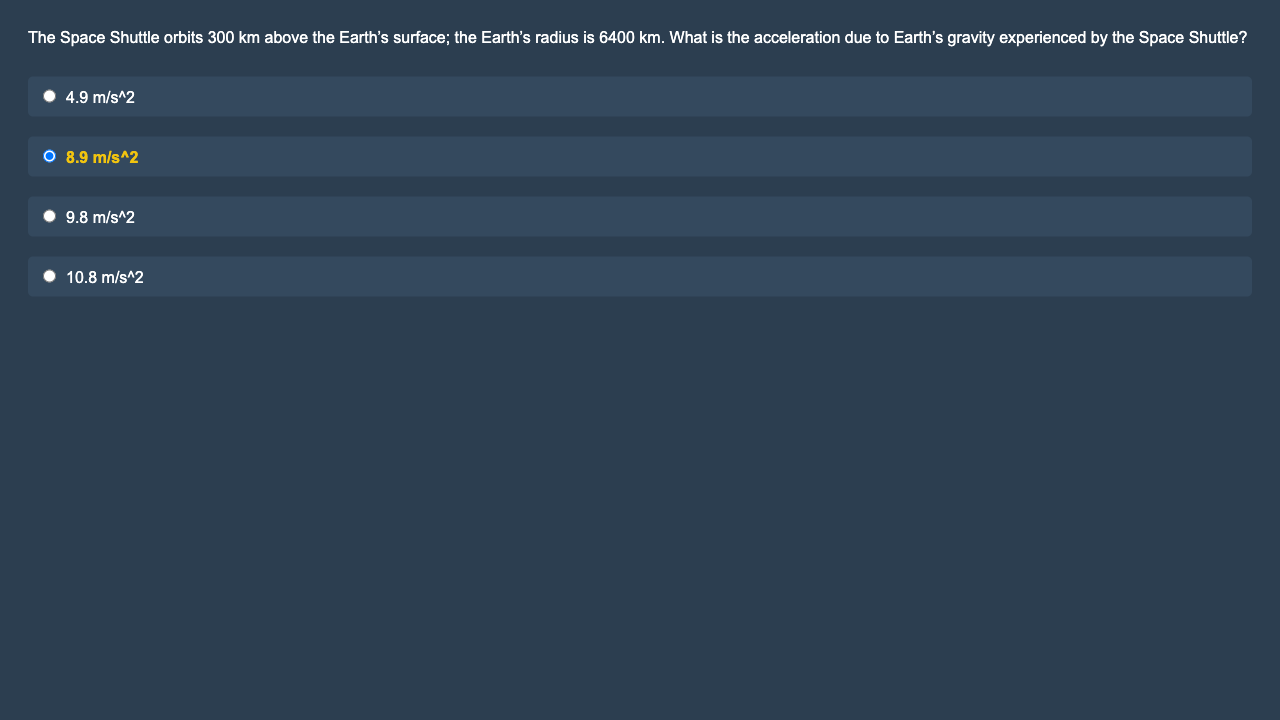 The Space Shuttle orbits 300 km above the Earth’s surface; the Earth’s radius is 6400 km. What is the acceleration due to Earth’s gravity experienced by the Space Shuttle?
4.9 m/s^2
8.9 m/s^2
9.8 m/s^2
10.8 m/s^2